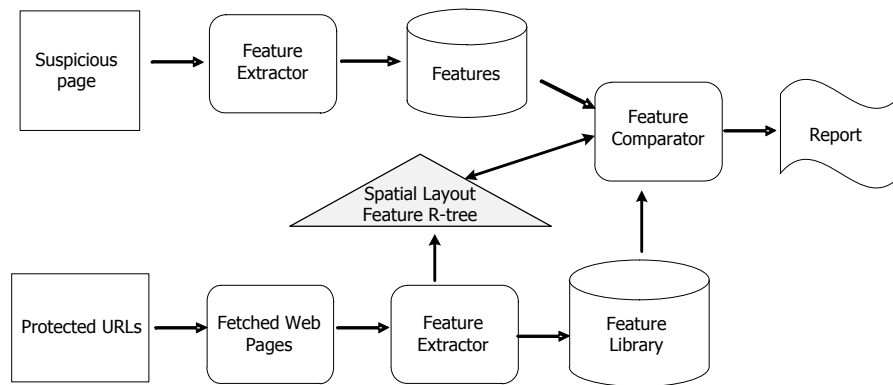 Suspicious
page
Feature
Extractor
Features
Feature
Comparator
Report
Spatial Layout
Feature R-tree
Protected URLs
Fetched Web
Pages
Feature
Extractor
Feature
Library